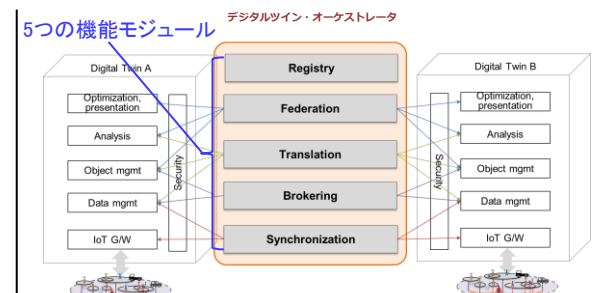 デジタルツイン・オーケストレータ
5つの機能モジュール
Digital Twin A
Optimization,
presentation
Analysis
Object mgmt
Data mgmt
IoT G/W
Security
Registry
Federation
Translation
Brokering
Synchronization
Digital Twin B
Security
Optimization,
presentation
Analysis
Object mgmt
Data mgmt
IoT G/W